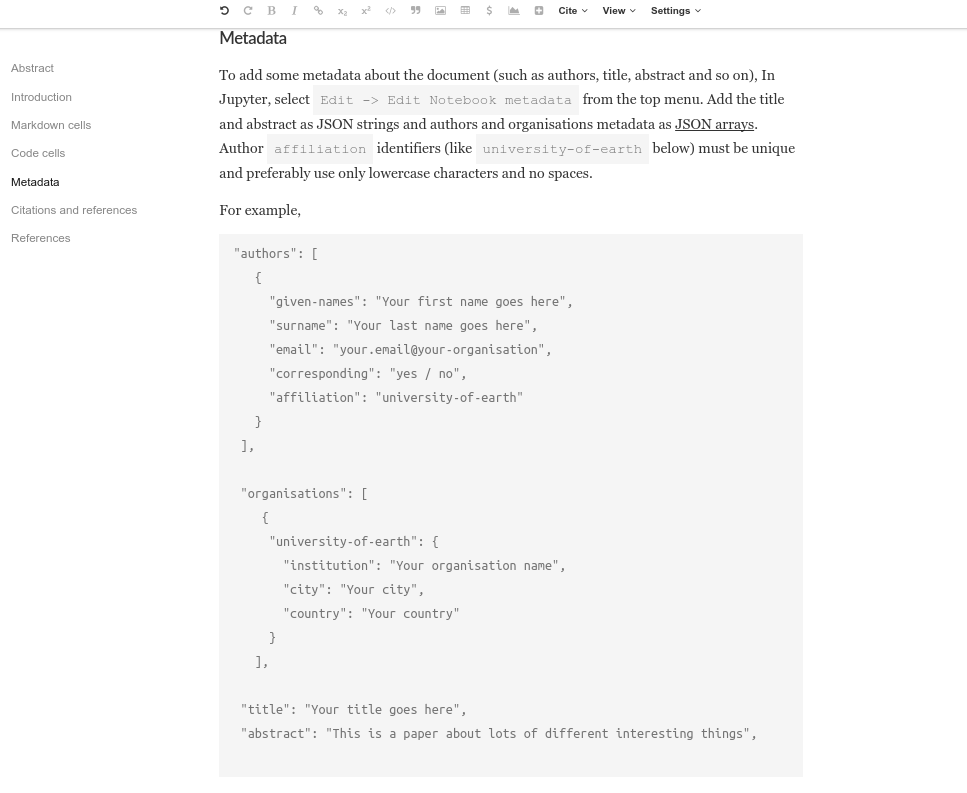 B I x₂ x² </> $ Cite View Settings
Abstract
Introduction
Markdown cells
Code cells
Metadata
Citations and references
References
Metadata
To add some metadata about the document (such as authors, title, abstract and so on), In
Jupyter, select Edit -> Edit Notebook metadata from the top menu. Add the title
and abstract as JSON strings and authors and organisations metadata as JSON arrays.
Author affiliation identifiers (like university-of-earth below) must be unique
and preferably use only lowercase characters and no spaces.
For example,
"authors": [
{
"given-names": "Your first name goes here",
"surname": "Your last name goes here",
"email": "your.email@your-organisation",
"corresponding": "yes / no",
"affiliation": "university-of-earth"
}
],
"organisations": [
{
"university-of-earth": {
"institution": "Your organisation name",
"city": "Your city",
"country": "Your country"
}
],
"title": "Your title goes here",
"abstract": "This is a paper about lots of different interesting things",